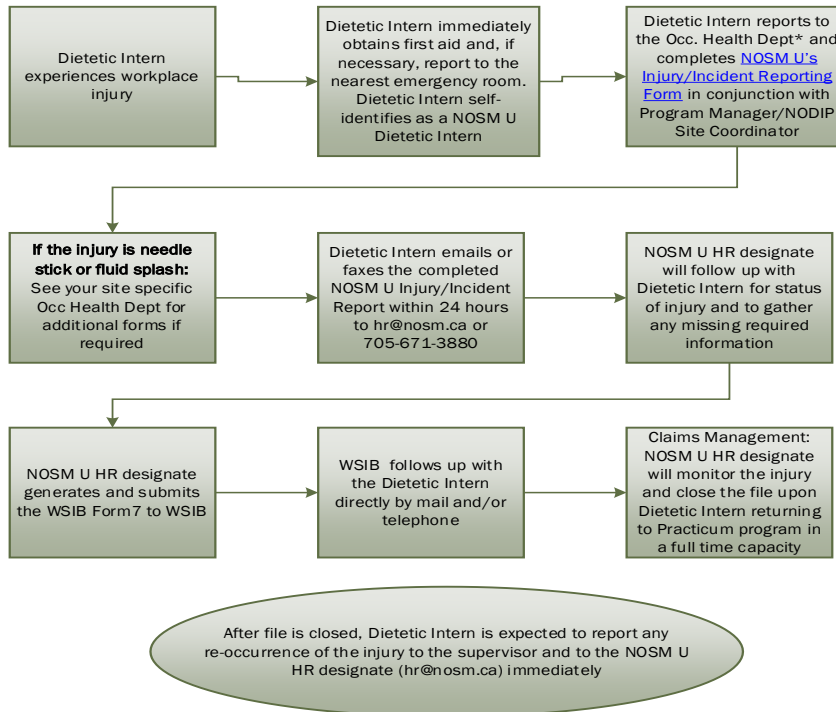 Dietetic Intern
experiences workplace
injury
Dietetic Intern immediately
obtains first aid and, if
necessary, report to the
nearest emergency room.
Dietetic Intern self-
identifies as a NOSM U
Dietetic Intern
Dietetic Intern reports to
the Occ. Health Dept* and
completes NOSM U's
Injury/Incident Reporting
Form in conjunction with
Program Manager/NODIP
Site Coordinator
If the injury is needle
stick or fluid splash:
See your site specific
Occ Health Dept for
additional forms if
required
Dietetic Intern emails or
faxes the completed
NOSM U Injury/Incident
Report within 24 hours
to hr@nosm.ca or
705-671-3880
NOSM U HR designate
will follow up with
Dietetic Intern for status
of injury and to gather
any missing required
information
NOSM U HR designate
generates and submits
the WSIB Form7 to WSIB
WSIB follows up with
the Dietetic Intern
directly by mail and/or
telephone
Claims Management:
NOSM U HR designate
will monitor the injury
and close the file upon
Dietetic Intern returning
to Practicum program in
a full time capacity
After file is closed, Dietetic Intern is expected to report any
re-occurrence of the injury to the supervisor and to the NOSM U
HR designate (hr@nosm.ca) immediately